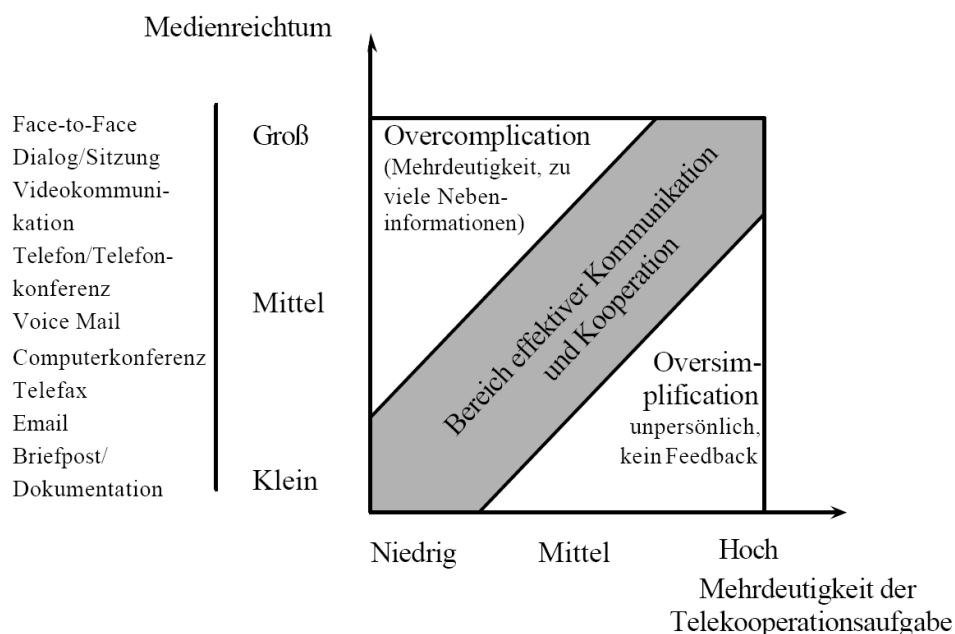 Medienreichtum
Face-to-Face
Dialog/Sitzung
Videokommuni-
kation
Telefon/Telefon-
konferenz
Voice Mail
Computerkonferenz
Telefax
Email
Briefpost/
Dokumentation
Groß
Mittel
Klein
Overcomplication
(Mehrdeutigkeit, zu
viele Neben-
informationen)
Bereich effektiver Kommunikation
und Kooperation
Oversim-
plification
unpersönlich,
kein Feedback
Niedrig
Mittel
Hoch
Mehrdeutigkeit der
Telekooperationsaufgabe